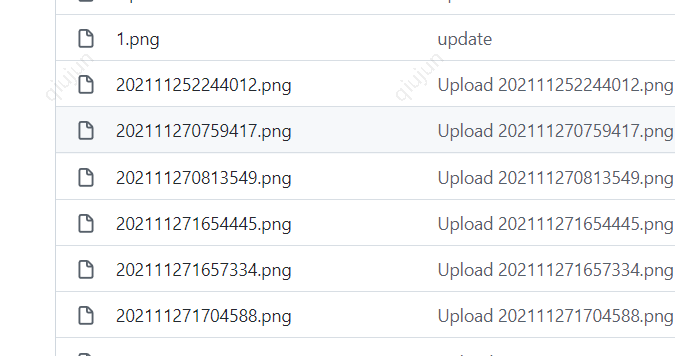 1.png update
202111252244012.png Upload 202111252244012.png
202111270759417.png Upload 202111270759417.png
202111270813549.png Upload 202111270813549.png
202111271654445.png Upload 202111271654445.png
202111271657334.png Upload 202111271657334.png
202111271704588.png Upload 202111271704588.png
qiujun
qiujun